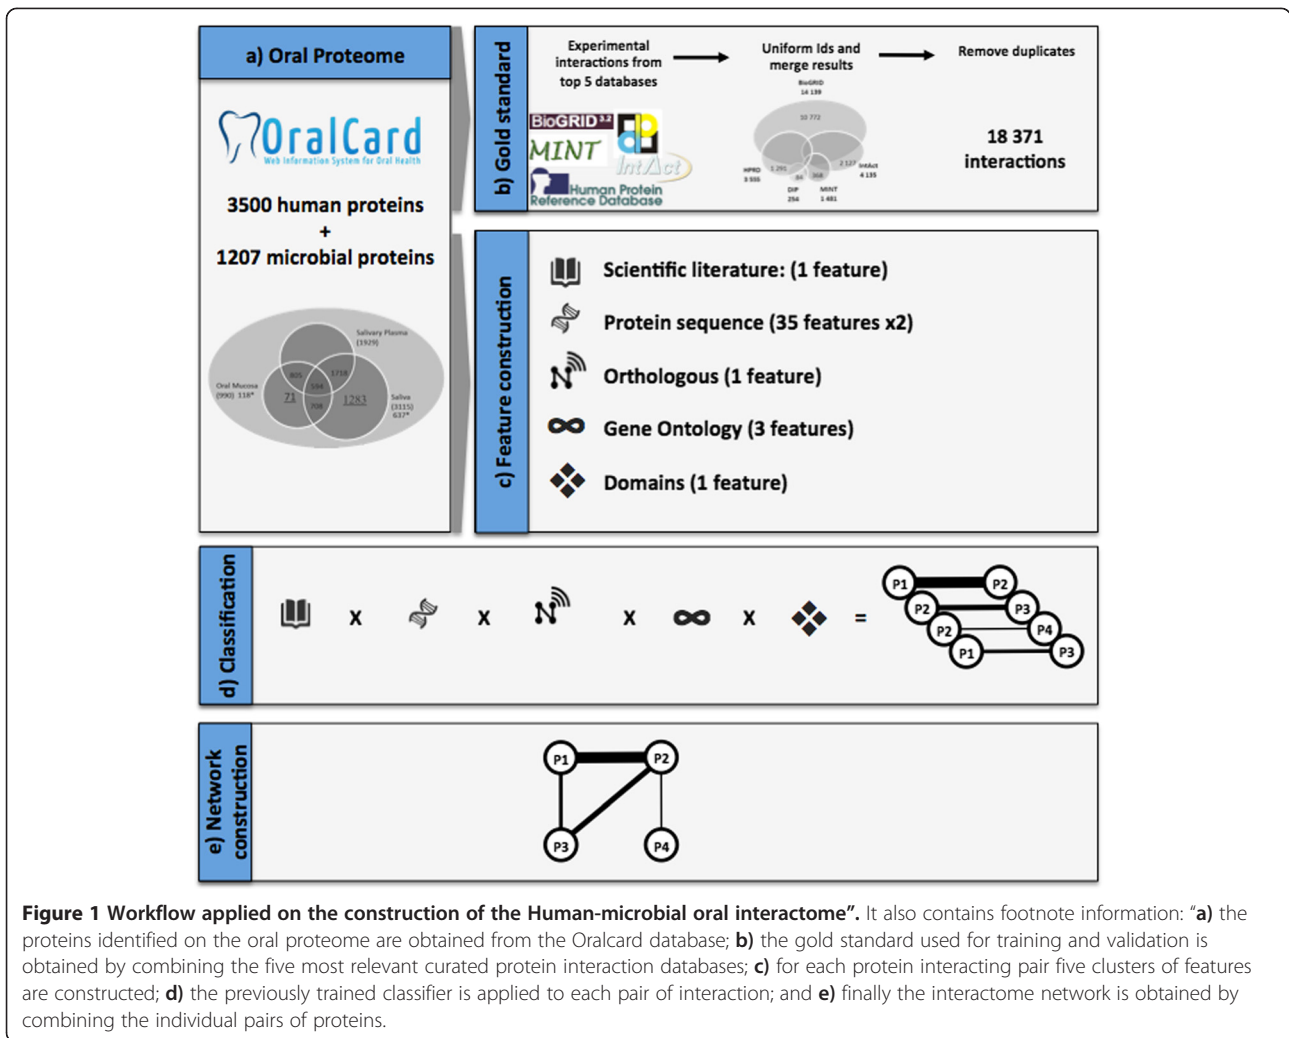 a) Oral Proteome
OralCard
Web Information System for Oral Health
3500 human proteins
+
1207 microbial proteins
Salivary Plasma
(1929)
805
1758
594
Oral Mucosa
(990) 118*
71
708
1283
Saliva
(3115)
637*
b) Gold standard
Experimental
interactions from
top 5 databases
Uniform Ids and
merge results
Remove duplicates
BioGRID 3.2
MINT
dip
IntAct
Human Protein
Reference Database
BioGRID
14 139
10 772
HPRD
3 555
1 291
84
368
2 127
IntAct
4 135
DIP
254
MINT
1 481
18 371
interactions
c) Feature construction
Scientific literature: (1 feature)
Protein sequence (35 features x2)
Orthologous (1 feature)
Gene Ontology (3 features)
Domains (1 feature)
d) Classification
X X X X =
P1 P2
P2 P3
P2 P4
P1 P3
e) Network
construction
P1 P2
P3 P4
Figure 1 Workflow applied on the construction of the Human-microbial oral interactome”. It also contains footnote information: “a) the
proteins identified on the oral proteome are obtained from the Oralcard database; b) the gold standard used for training and validation is
obtained by combining the five most relevant curated protein interaction databases; c) for each protein interacting pair five clusters of features
are constructed; d) the previously trained classifier is applied to each pair of interaction; and e) finally the interactome network is obtained by
combining the individual pairs of proteins.